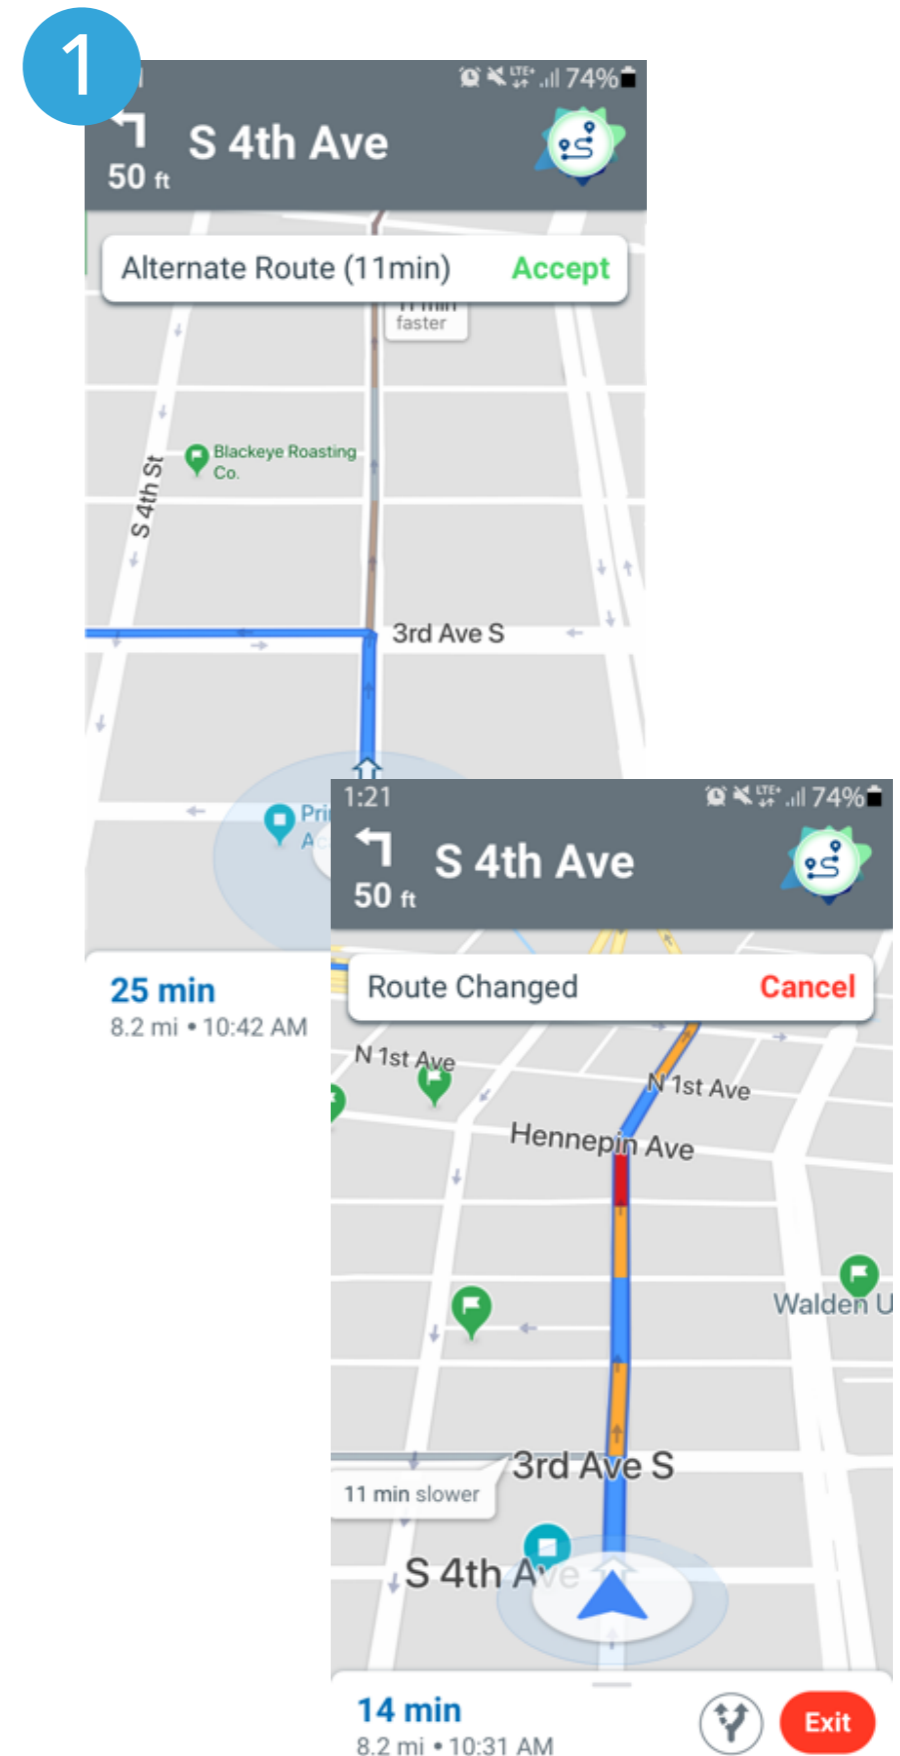 1
LTE+ 74%
S 4th Ave
50 ft
Alternate Route (11min) Accept
faster
Blackeye Roasting
Co.
S 4th St
3rd Ave S
25 min
8.2 mi • 10:42 AM
1:21 LTE+ 74%
S 4th Ave
50 ft
Route Changed Cancel
N 1st Ave
N 1st Ave
Hennepin Ave
Walden U
3rd Ave S
11 min slower
S 4th Ave
14 min
8.2 mi • 10:31 AM
Exit